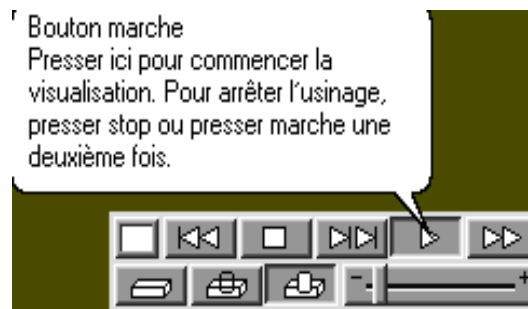 Bouton marche
Presser ici pour commencer la
visualisation. Pour arrêter l'usinage,
presser stop ou presser marche une
deuxième fois.
- +